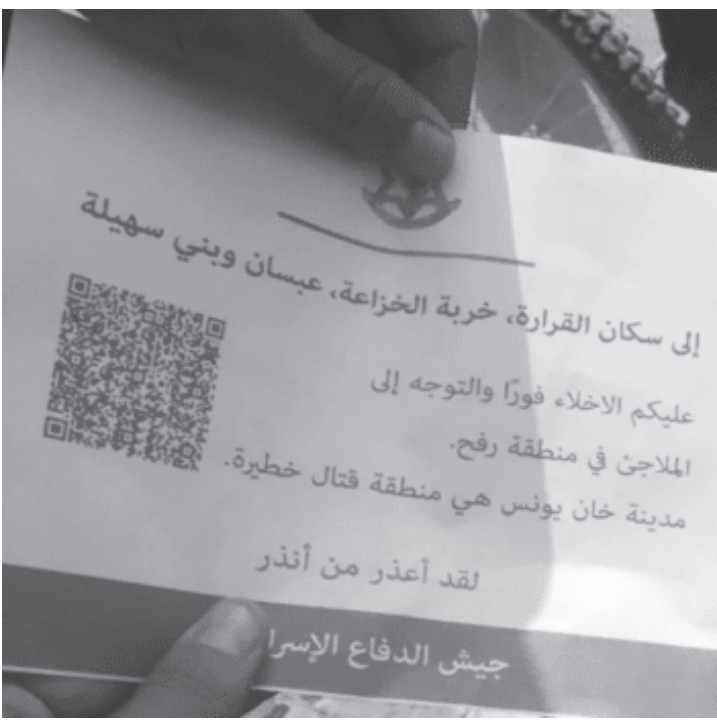 إلى سكان القرارة، خربة الخزاعة، عبسان وبني سهيلة
عليكم الاخلاء فورًا والتوجه إلى
الملاجئ في منطقة رفح.
مدينة خان يونس هي منطقة قتال خطيرة.
لقد أعذر من أنذر
جيش الدفاع